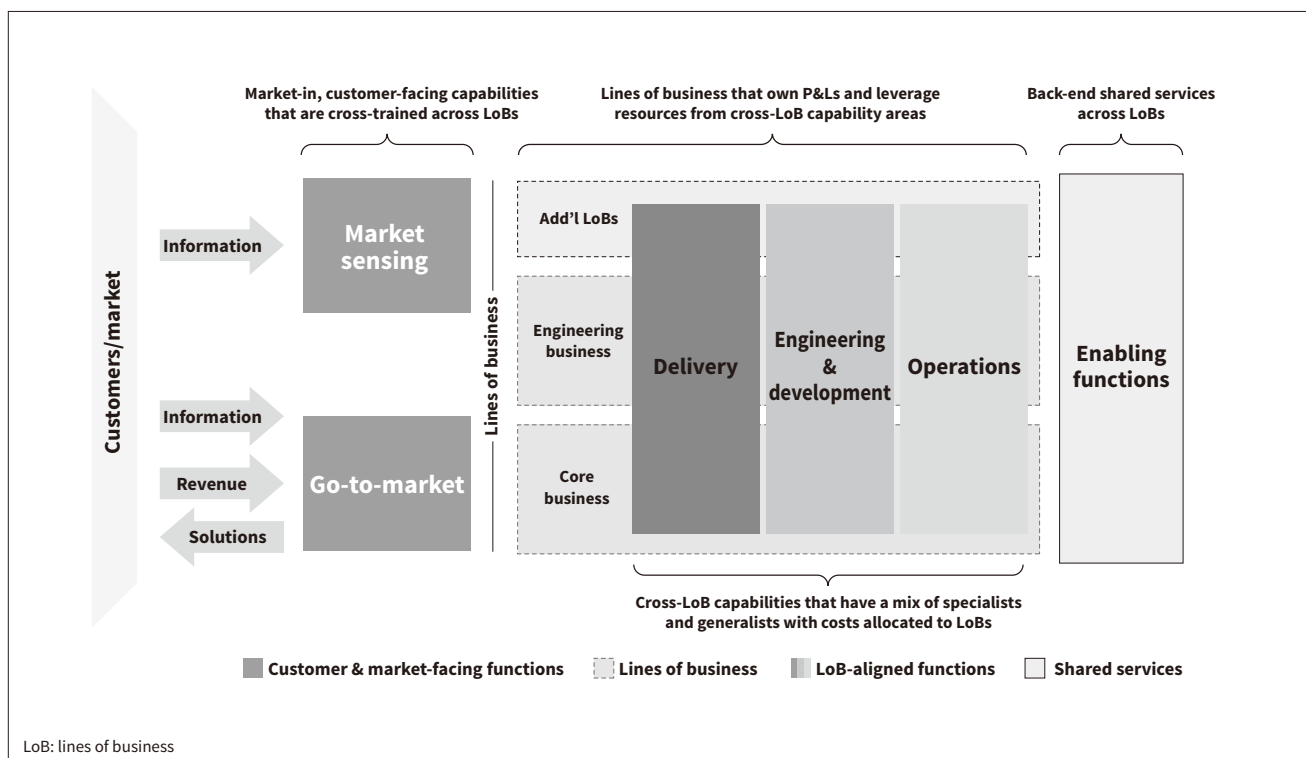 Market-in, customer-facing capabilities
that are cross-trained across LoBs
Lines of business that own P&Ls and leverage
resources from cross-LoB capability areas
Back-end shared services
across LoBs
Customers/market
Information
Market
sensing
Information
Revenue
Solutions
Go-to-market
Lines of business
Add’l LoBs
Engineering
business
Core
business
Delivery
Engineering
&
development
Operations
Enabling
functions
Cross-LoB capabilities that have a mix of specialists
and generalists with costs allocated to LoBs
Customer & market-facing functions
Lines of business
LoB-aligned functions
Shared services
LoB: lines of business